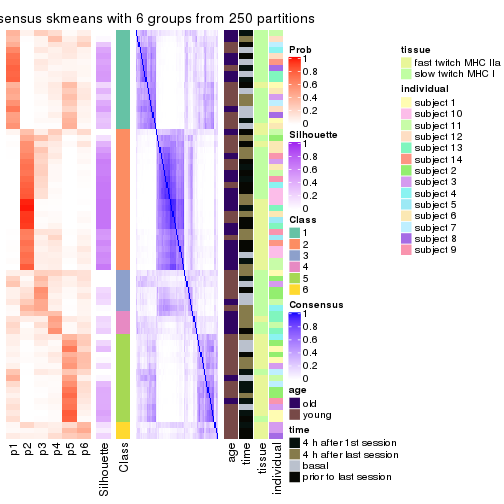 sensus skmeans with 6 groups from 250 partitions
Prob
1
0.8
0.6
0.4
0.2
0
Silhouette
1
0.8
0.6
0.4
0.2
0
Class
1
2
3
4
5
6
Consensus
1
0.8
0.6
0.4
0.2
0
age
old
young
time
4 h after 1st session
4 h after last session
basal
prior to last session
tissue
fast twitch MHC IIa
slow twitch MHC I
individual
subject 1
subject 10
subject 11
subject 12
subject 13
subject 14
subject 2
subject 3
subject 4
subject 5
subject 6
subject 7
subject 8
subject 9
p1
p2
p3
p4
p5
p6
Silhouette
Class
age
time
tissue
individual